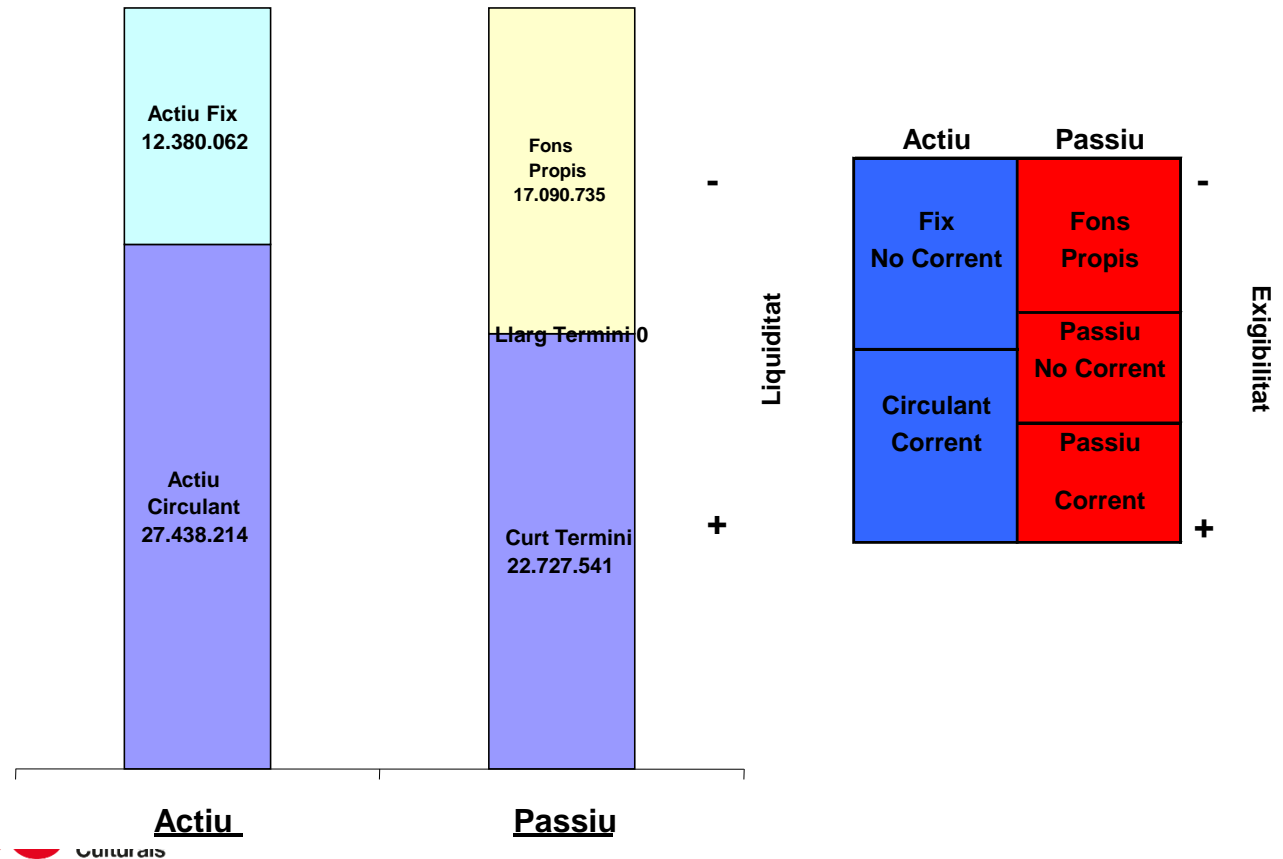 Actiu Fix
12.380.062
Actiu
Circulant
27.438.214
Fons
Propis
17.090.735
Llarg Termini 0
Curt Termini
22.727.541
Actiu
Passiu
-
+
Liquiditat
Actiu
Passiu
Fix
No Corrent
Circulant
Corrent
Fons
Propis
Passiu
No Corrent
Passiu
Corrent
-
+
Exigibilitat
Culturals